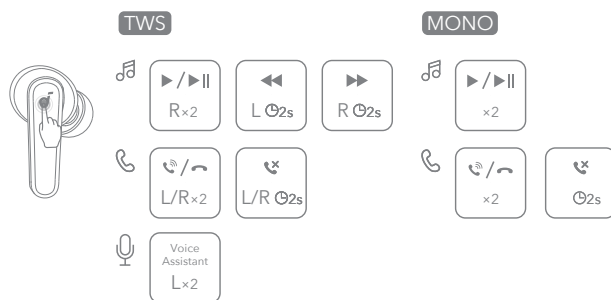 TWS
MONO
R×2
L 2s
R 2s
×2
L/R×2
L/R 2s
×2
2s
Voice
Assistant
L×2